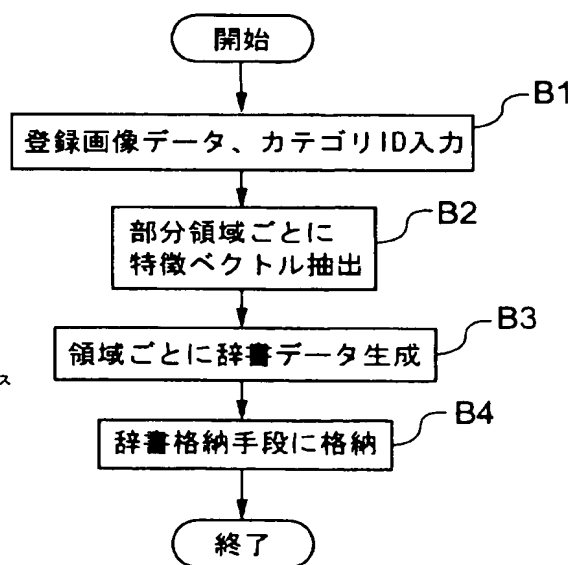 開始
B1
登録画像データ、カテゴリID入力
B2
部分領域ごとに
特徴ベクトル抽出
B3
領域ごとに辞書データ生成
ス
B4
辞書格納手段に格納
終了